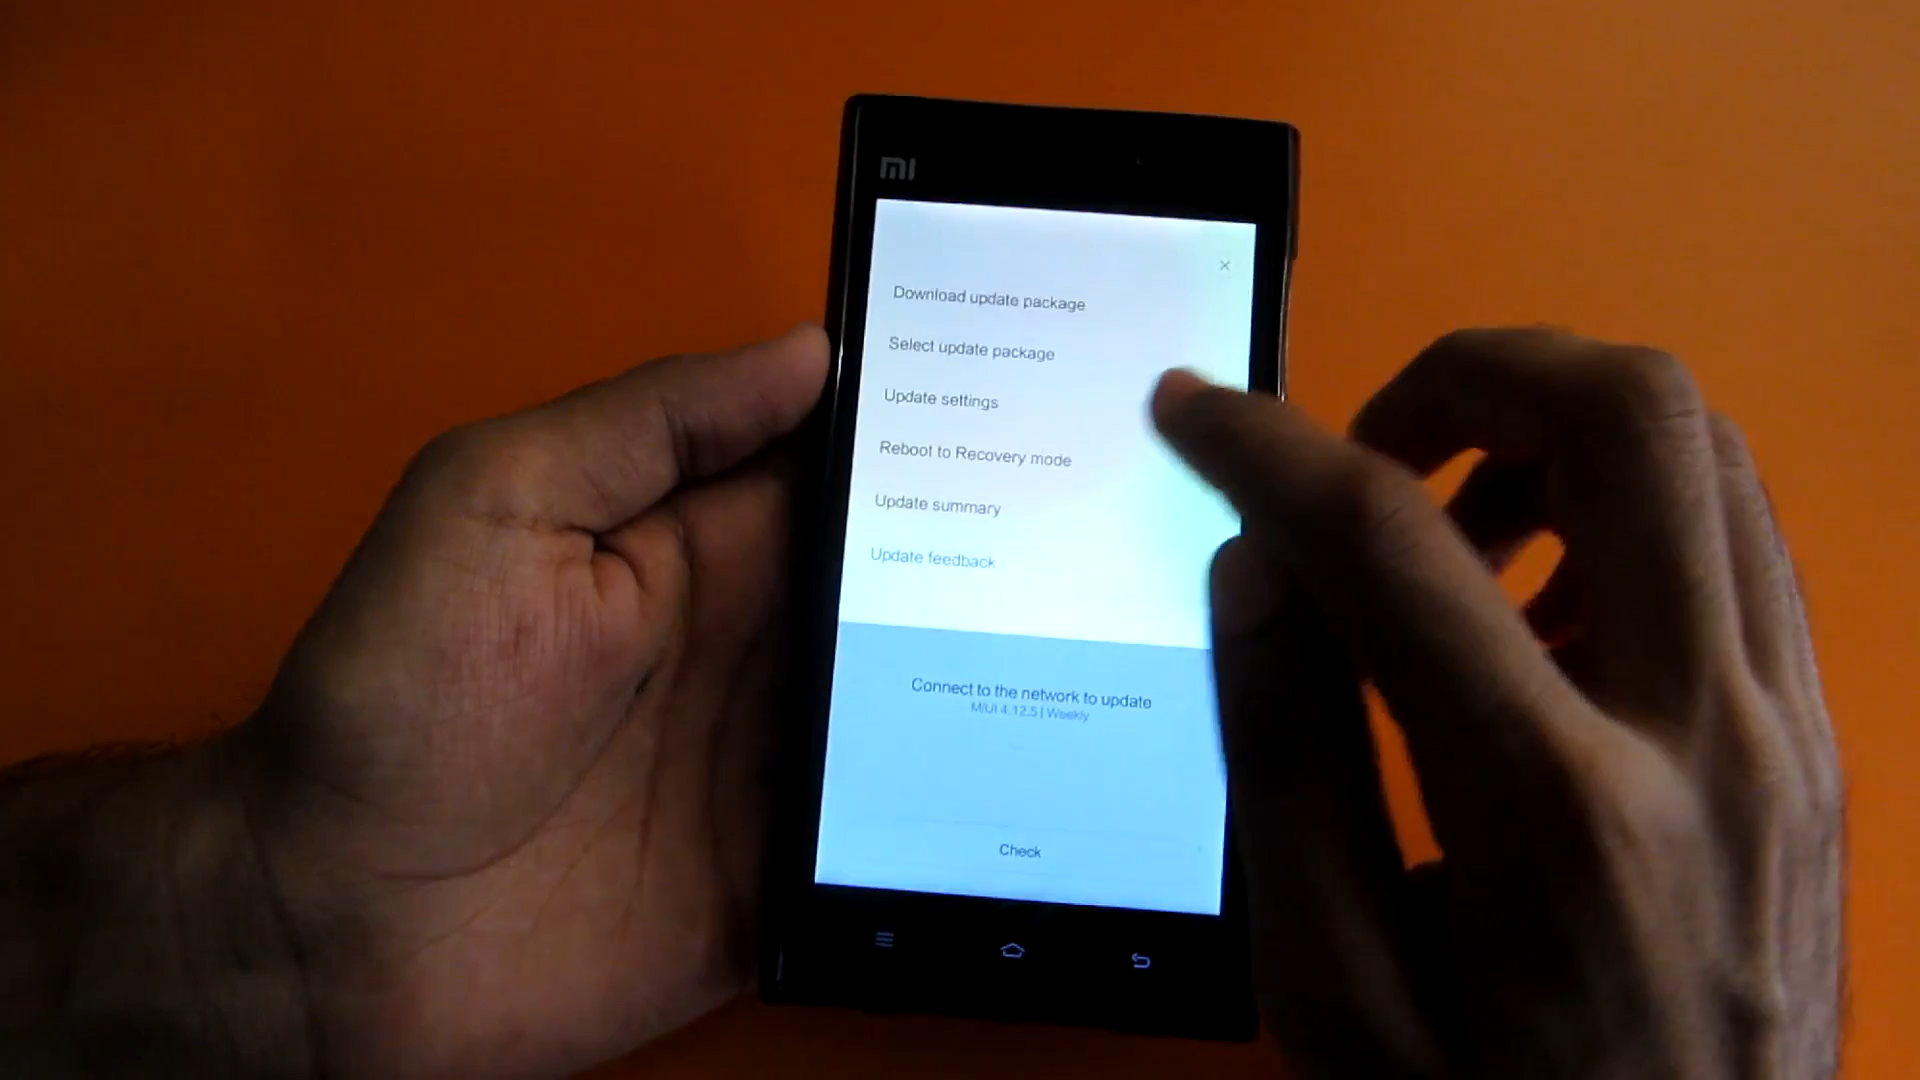 MI
×
Download update package
Select update package
Update settings
Reboot to Recovery mode
Update summary
Update feedback
Connect to the network to update
MIUI 4.12.5 | Weekly
Check